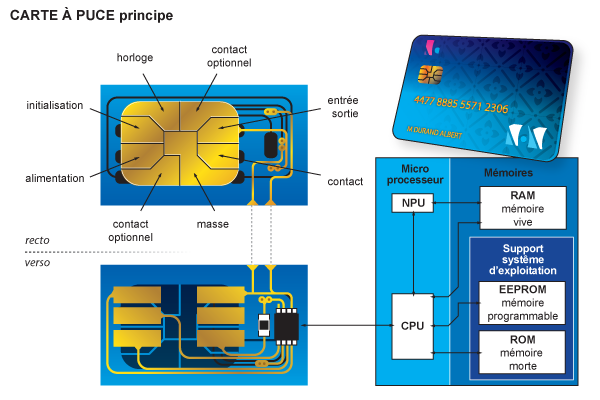 CARTE À PUCE principe
horloge
contact
optionnel
initialisation
entrée
sortie
alimentation
contact
contact
optionnel
masse
recto
verso
4477 8885 5571 2306
M DURAND ALBERT
Micro
processeur
Mémoires
NPU
RAM
mémoire
vive
Support
système
d'exploitation
CPU
EEPROM
mémoire
programmable
ROM
mémoire
morte